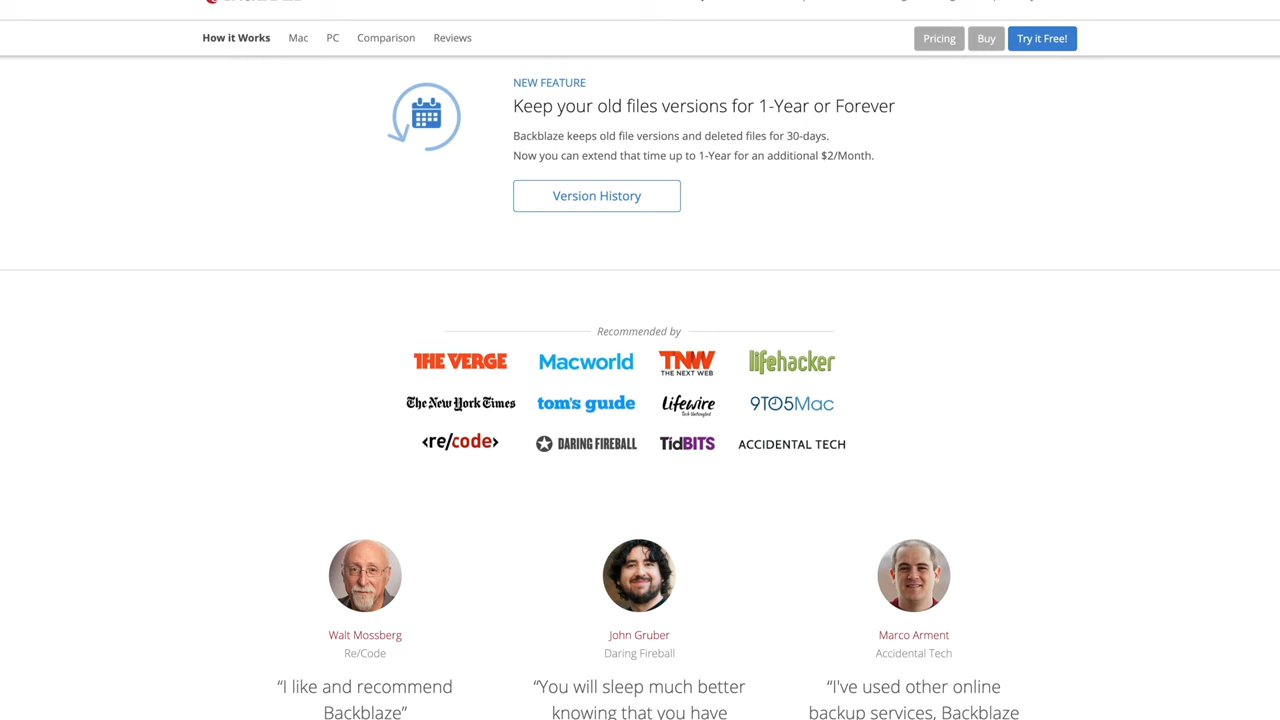 How it Works Mac PC Comparison Reviews Pricing Buy Try it Free!
NEW FEATURE
Keep your old files versions for 1-Year or Forever
Backblaze keeps old file versions and deleted files for 30-days.
Now you can extend that time up to 1-Year for an additional $2/Month.
Version History
Recommended by
THE VERGE Macworld TNW THE NEXT WEB lifehacker
The New York Times tom's guide Lifewire Tech Untangled 9TO5Mac
<re/code> DARING FIREBALL TidBITS ACCIDENTAL TECH
Walt Mossberg John Gruber Marco Arment
Re/Code Daring Fireball Accidental Tech
“I like and recommend
Backblaze”
“You will sleep much better
knowing that you have
“I've used other online
backup services, Backblaze